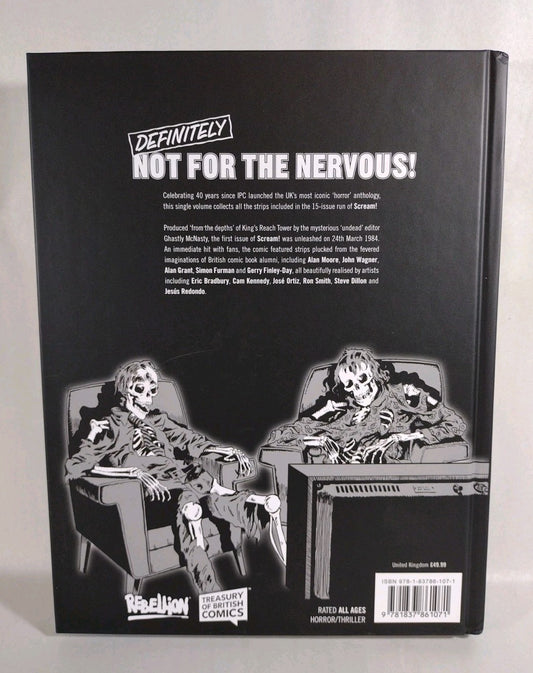 DEFINITELY
NOT FOR THE NERVOUS!
Celebrating 40 years since IPC launched the UK's most iconic 'horror' anthology,
this single volume collects all the strips included in the 15-issue run of Scream!
Produced 'from the depths' of King's Reach Tower by the mysterious 'undead' editor
Ghastly McNasty, the first issue of Scream! was unleashed on 24th March 1984.
An immediate hit with fans, the comic featured strips plucked from the fevered
imaginations of British comic book alumni, including Alan Moore, John Wagner,
Alan Grant, Simon Furman and Gerry Finley-Day, all beautifully realised by artists
including Eric Bradbury, Cam Kennedy, José Ortiz, Ron Smith, Steve Dillon and
Jesús Redondo.
REBELLION
TREASURY
OF BRITISH
COMICS
RATED ALL AGES
HORROR/THRILLER
United Kingdom £49.99
ISBN 978-1-83786-107-1
9 781837 861071